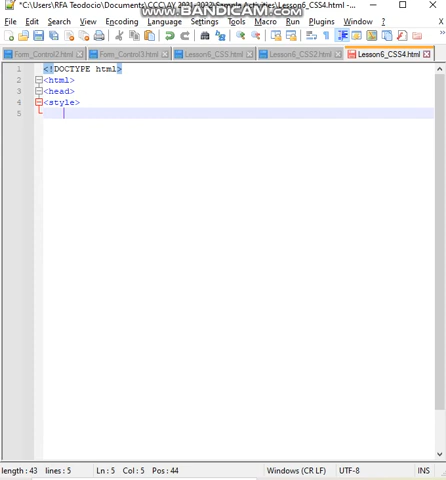 *C:\Users\RFA Teodocio\Documents\CCC\AY 2021-2022\Sample Activities\Lesson6_CSS4.html -
www.BANDICAM.com
File Edit Search View Encoding Language Settings Tools Macro Run Plugins Window ?
Form_Control2.html Form_Control3.html Lesson6_CSS.html Lesson6_CSS2.html Lesson6_CSS4.html
1 <!DOCTYPE html>
2 <html>
3 <head>
4 <style>
5
length : 43 lines : 5 Ln : 5 Col : 5 Pos : 44 Windows (CR LF) UTF-8 INS